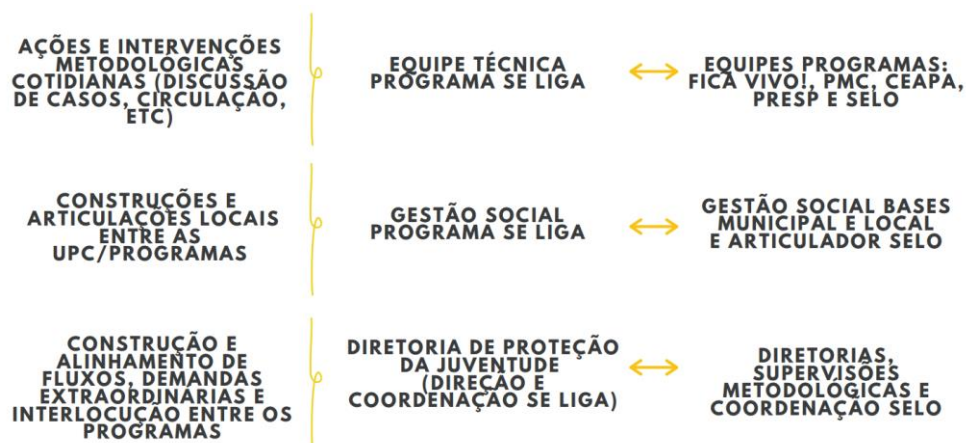 AÇÕES E INTERVENÇÕES
METODOLÓGICAS
COTIDIANAS (DISCUSSÃO
DE CASOS, CIRCULAÇÃO,
ETC)
EQUIPE TÉCNICA
PROGRAMA SE LIGA
EQUIPES PROGRAMAS:
FICA VIVO!, PMC, CEAPA,
PRESP E SELO
CONSTRUÇÕES E
ARTICULAÇÕES LOCAIS
ENTRE AS
UPC/PROGRAMAS
GESTÃO SOCIAL
PROGRAMA SE LIGA
GESTÃO SOCIAL BASES
MUNICIPAL E LOCAL
E ARTICULADOR SELO
CONSTRUÇÃO E
ALINHAMENTO DE
FLUXOS, DEMANDAS
EXTRAORDINÁRIAS E
INTERLOCUÇÃO ENTRE OS
PROGRAMAS
DIRETORIA DE PROTEÇÃO
DA JUVENTUDE
(DIREÇÃO E
COORDENAÇÃO SE LIGA)
DIRETORIAS,
SUPERVISÕES
METODOLÓGICAS E
COORDENAÇÃO SELO